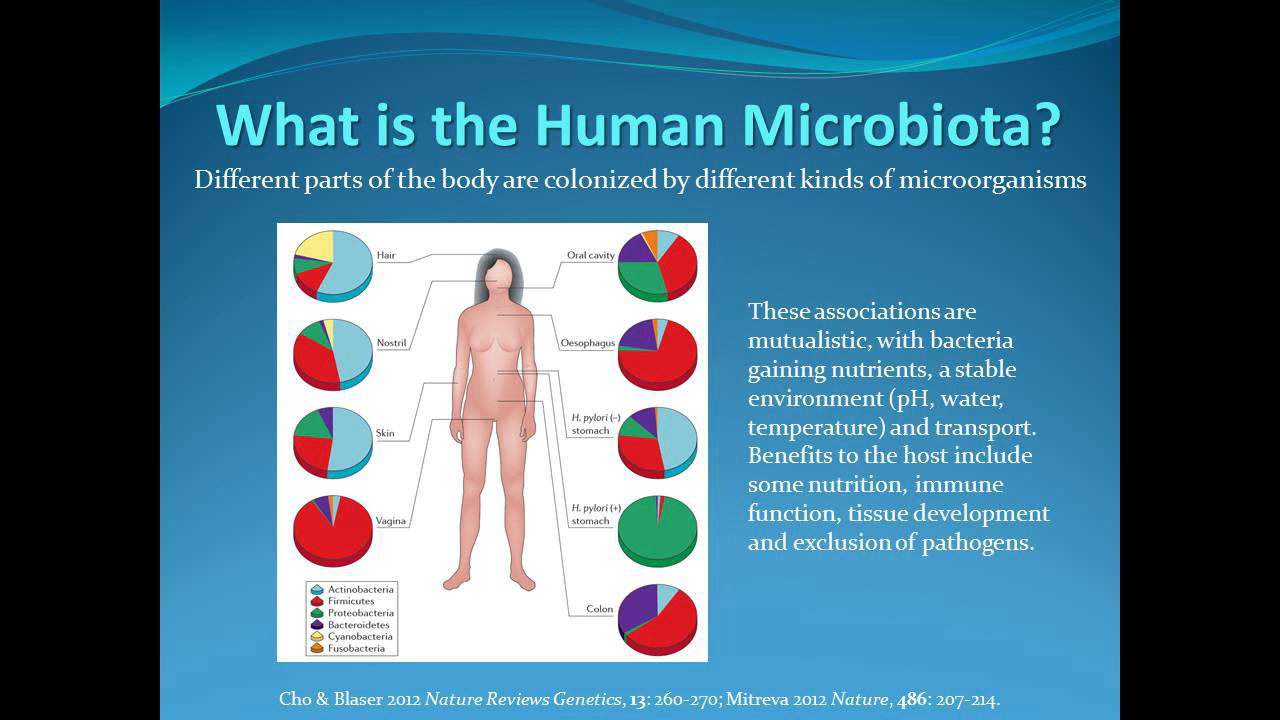 What is the Human Microbiota?
Different parts of the body are colonized by different kinds of microorganisms
Hair
Nostril
Skin
Vagina
Oral cavity
Oesophagus
H. pylori (−)
stomach
H. pylori (+)
stomach
Colon
Actinobacteria
Firmicutes
Proteobacteria
Bacteroidetes
Cyanobacteria
Fusobacteria
These associations are
mutualistic, with bacteria
gaining nutrients, a stable
environment (pH, water,
temperature) and transport.
Benefits to the host include
some nutrition, immune
function, tissue development
and exclusion of pathogens.
Cho & Blaser 2012 Nature Reviews Genetics, 13: 260-270; Mitreva 2012 Nature, 486: 207-214.